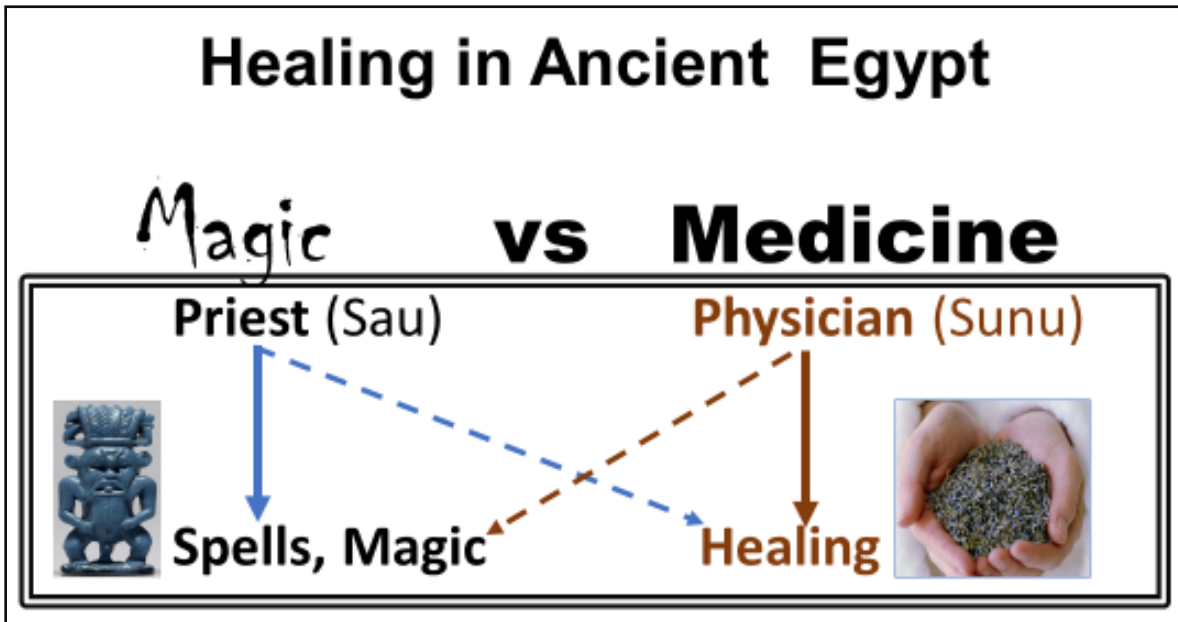 Healing in Ancient Egypt
Magic vs Medicine
Priest (Sau) Physician (Sunu)
Spells, Magic Healing